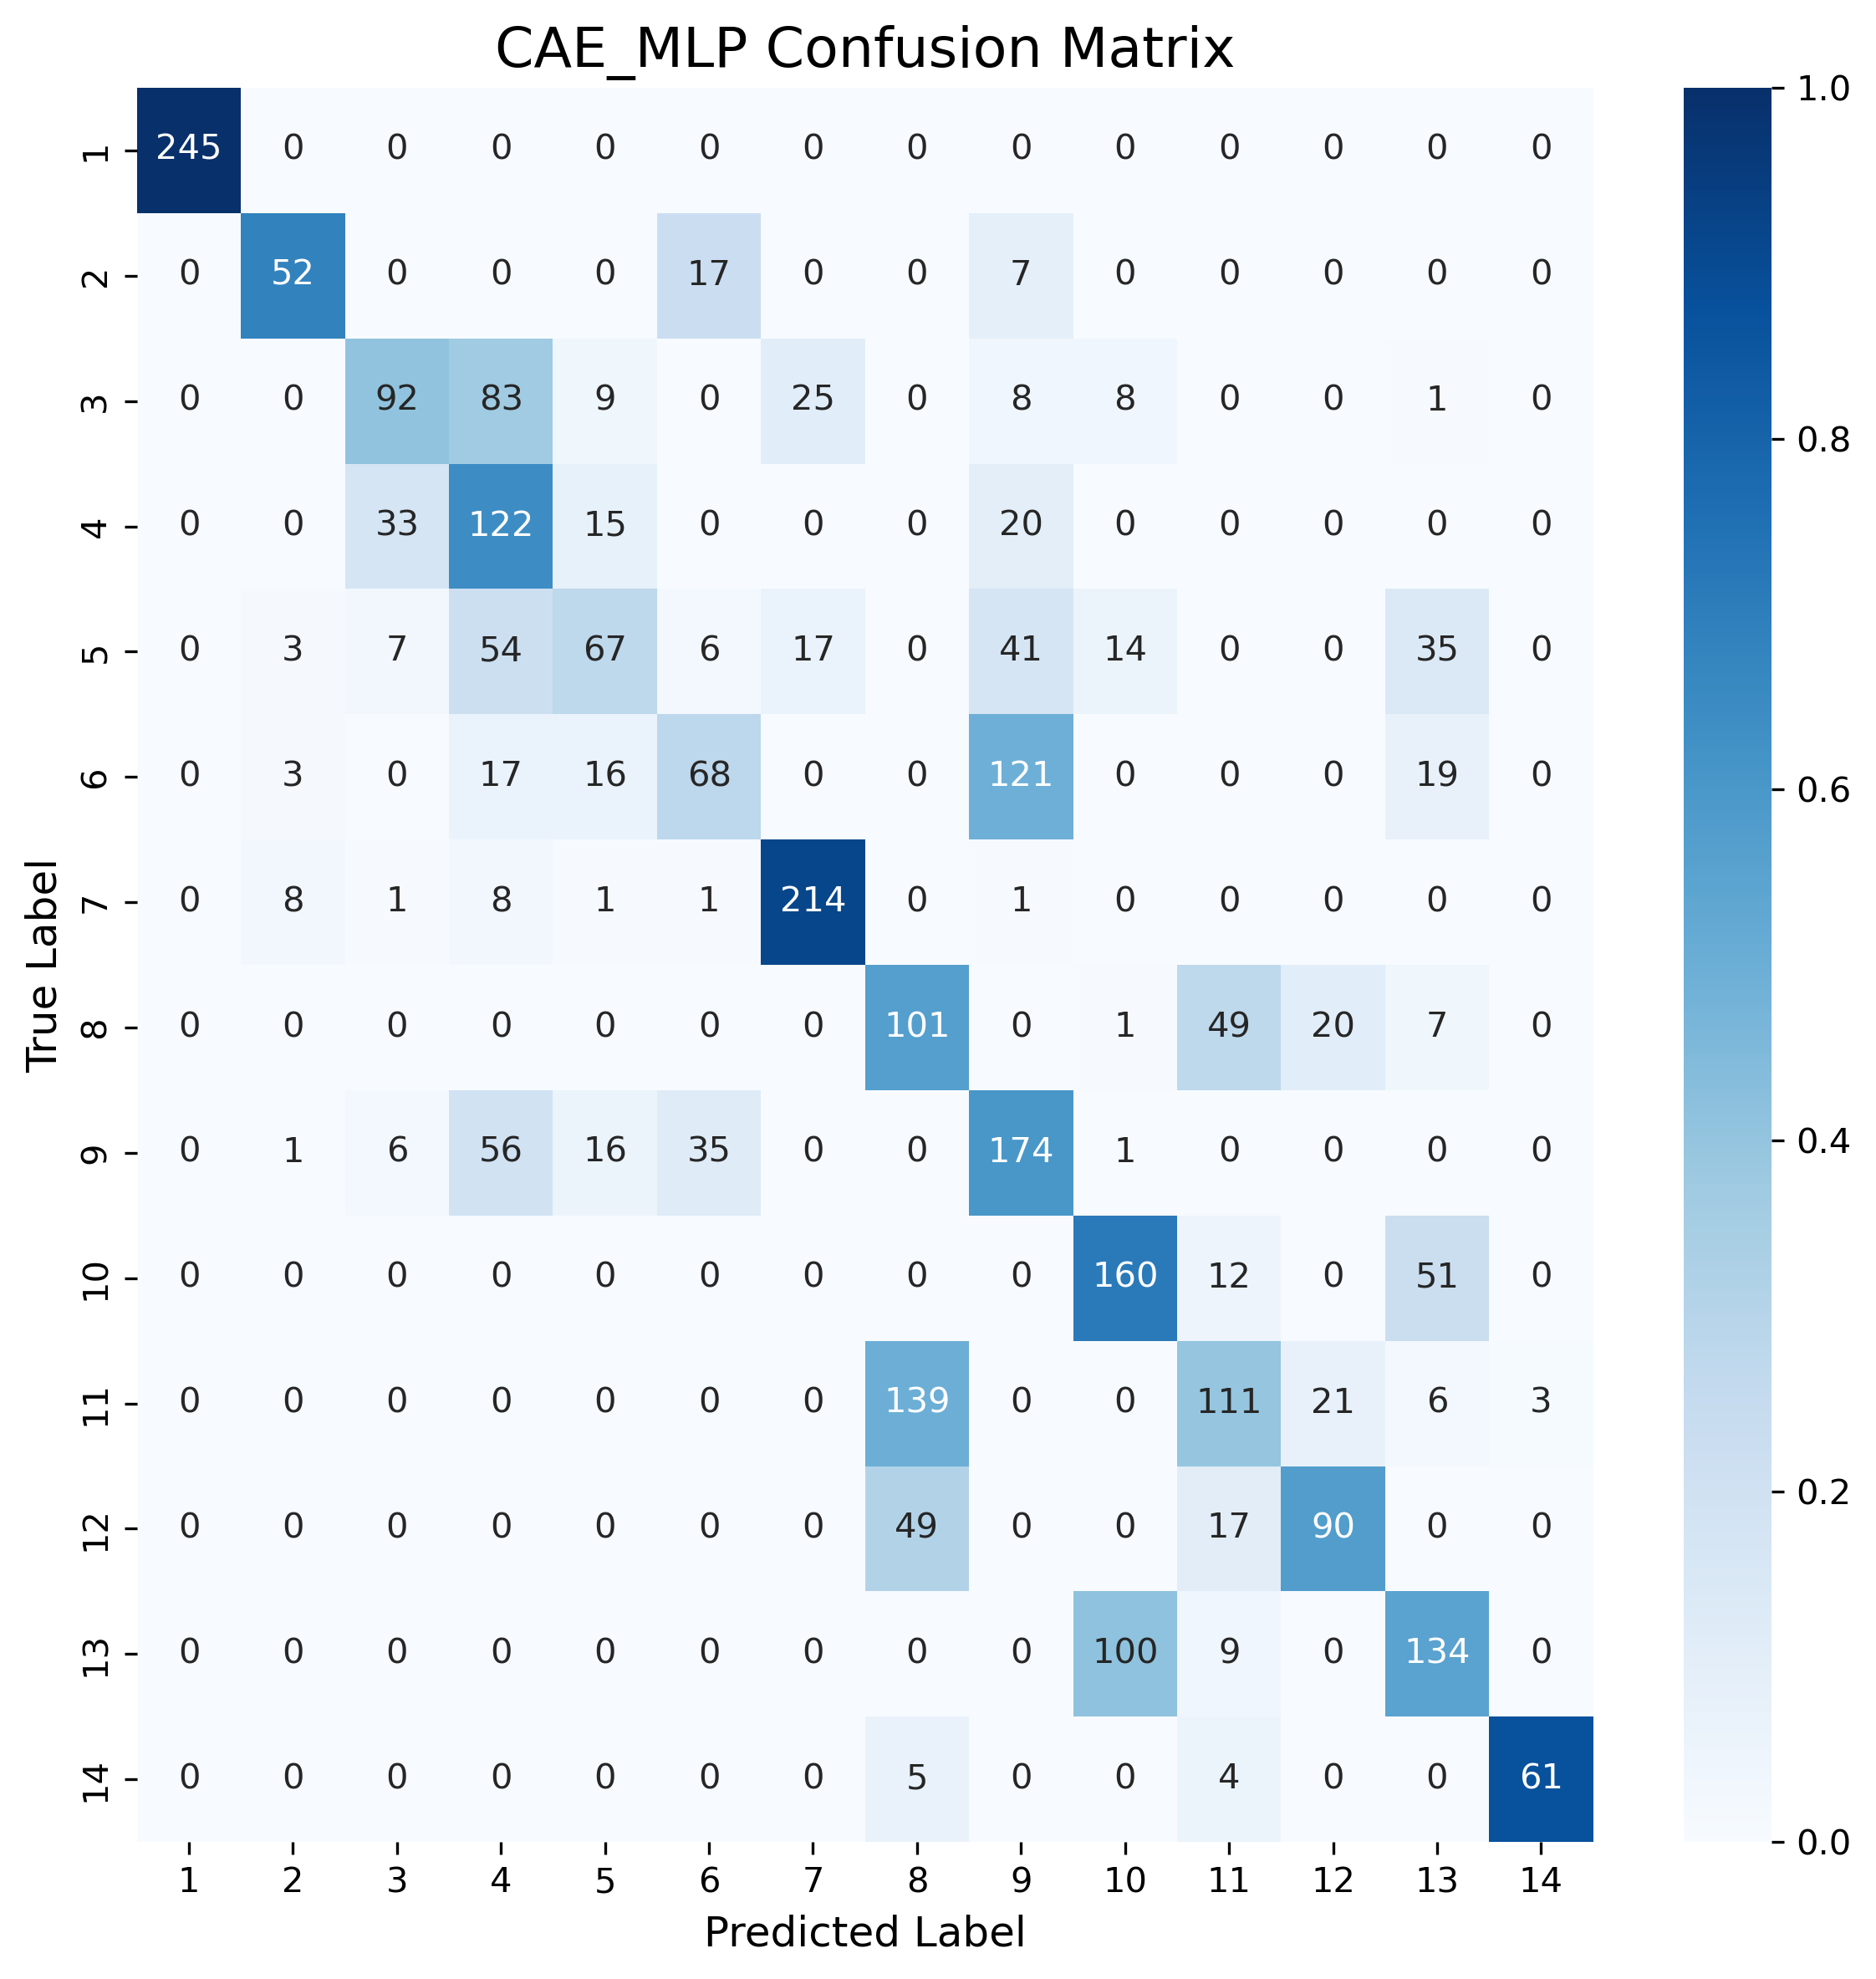 CAE_MLP Confusion Matrix
1 245 0 0 0 0 0 0 0 0 0 0 0 0 0
2 0 52 0 0 0 17 0 0 7 0 0 0 0 0
3 0 0 92 83 9 0 25 0 8 8 0 0 1 0
4 0 0 33 122 15 0 0 0 20 0 0 0 0 0
5 0 3 7 54 67 6 17 0 41 14 0 0 35 0
6 0 3 0 17 16 68 0 0 121 0 0 0 19 0
7 0 8 1 8 1 1 214 0 1 0 0 0 0 0
8 0 0 0 0 0 0 0 101 0 1 49 20 7 0
9 0 1 6 56 16 35 0 0 174 1 0 0 0 0
10 0 0 0 0 0 0 0 0 0 160 12 0 51 0
11 0 0 0 0 0 0 0 139 0 0 111 21 6 3
12 0 0 0 0 0 0 0 49 0 0 17 90 0 0
13 0 0 0 0 0 0 0 0 0 100 9 0 134 0
14 0 0 0 0 0 0 0 5 0 0 4 0 0 61
1 2 3 4 5 6 7 8 9 10 11 12 13 14
Predicted Label
True Label
1.0
0.8
0.6
0.4
0.2
0.0